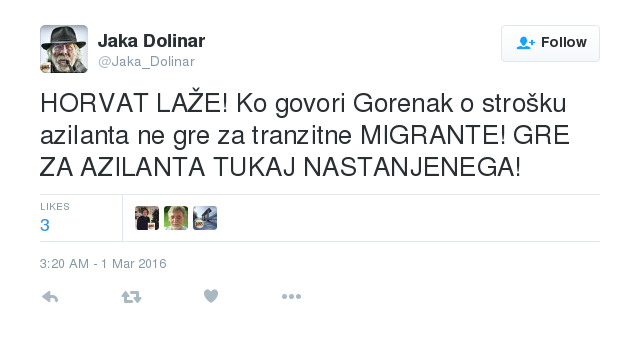 Jaka Dolinar
@Jaka_Dolinar
Follow
HORVAT LAŽE! Ko govori Gorenak o strošku
azilanta ne gre za tranzitne MIGRANTE! GRE
ZA AZILANTA TUKAJ NASTANJENEGA!
LIKES
3
3:20 AM - 1 Mar 2016